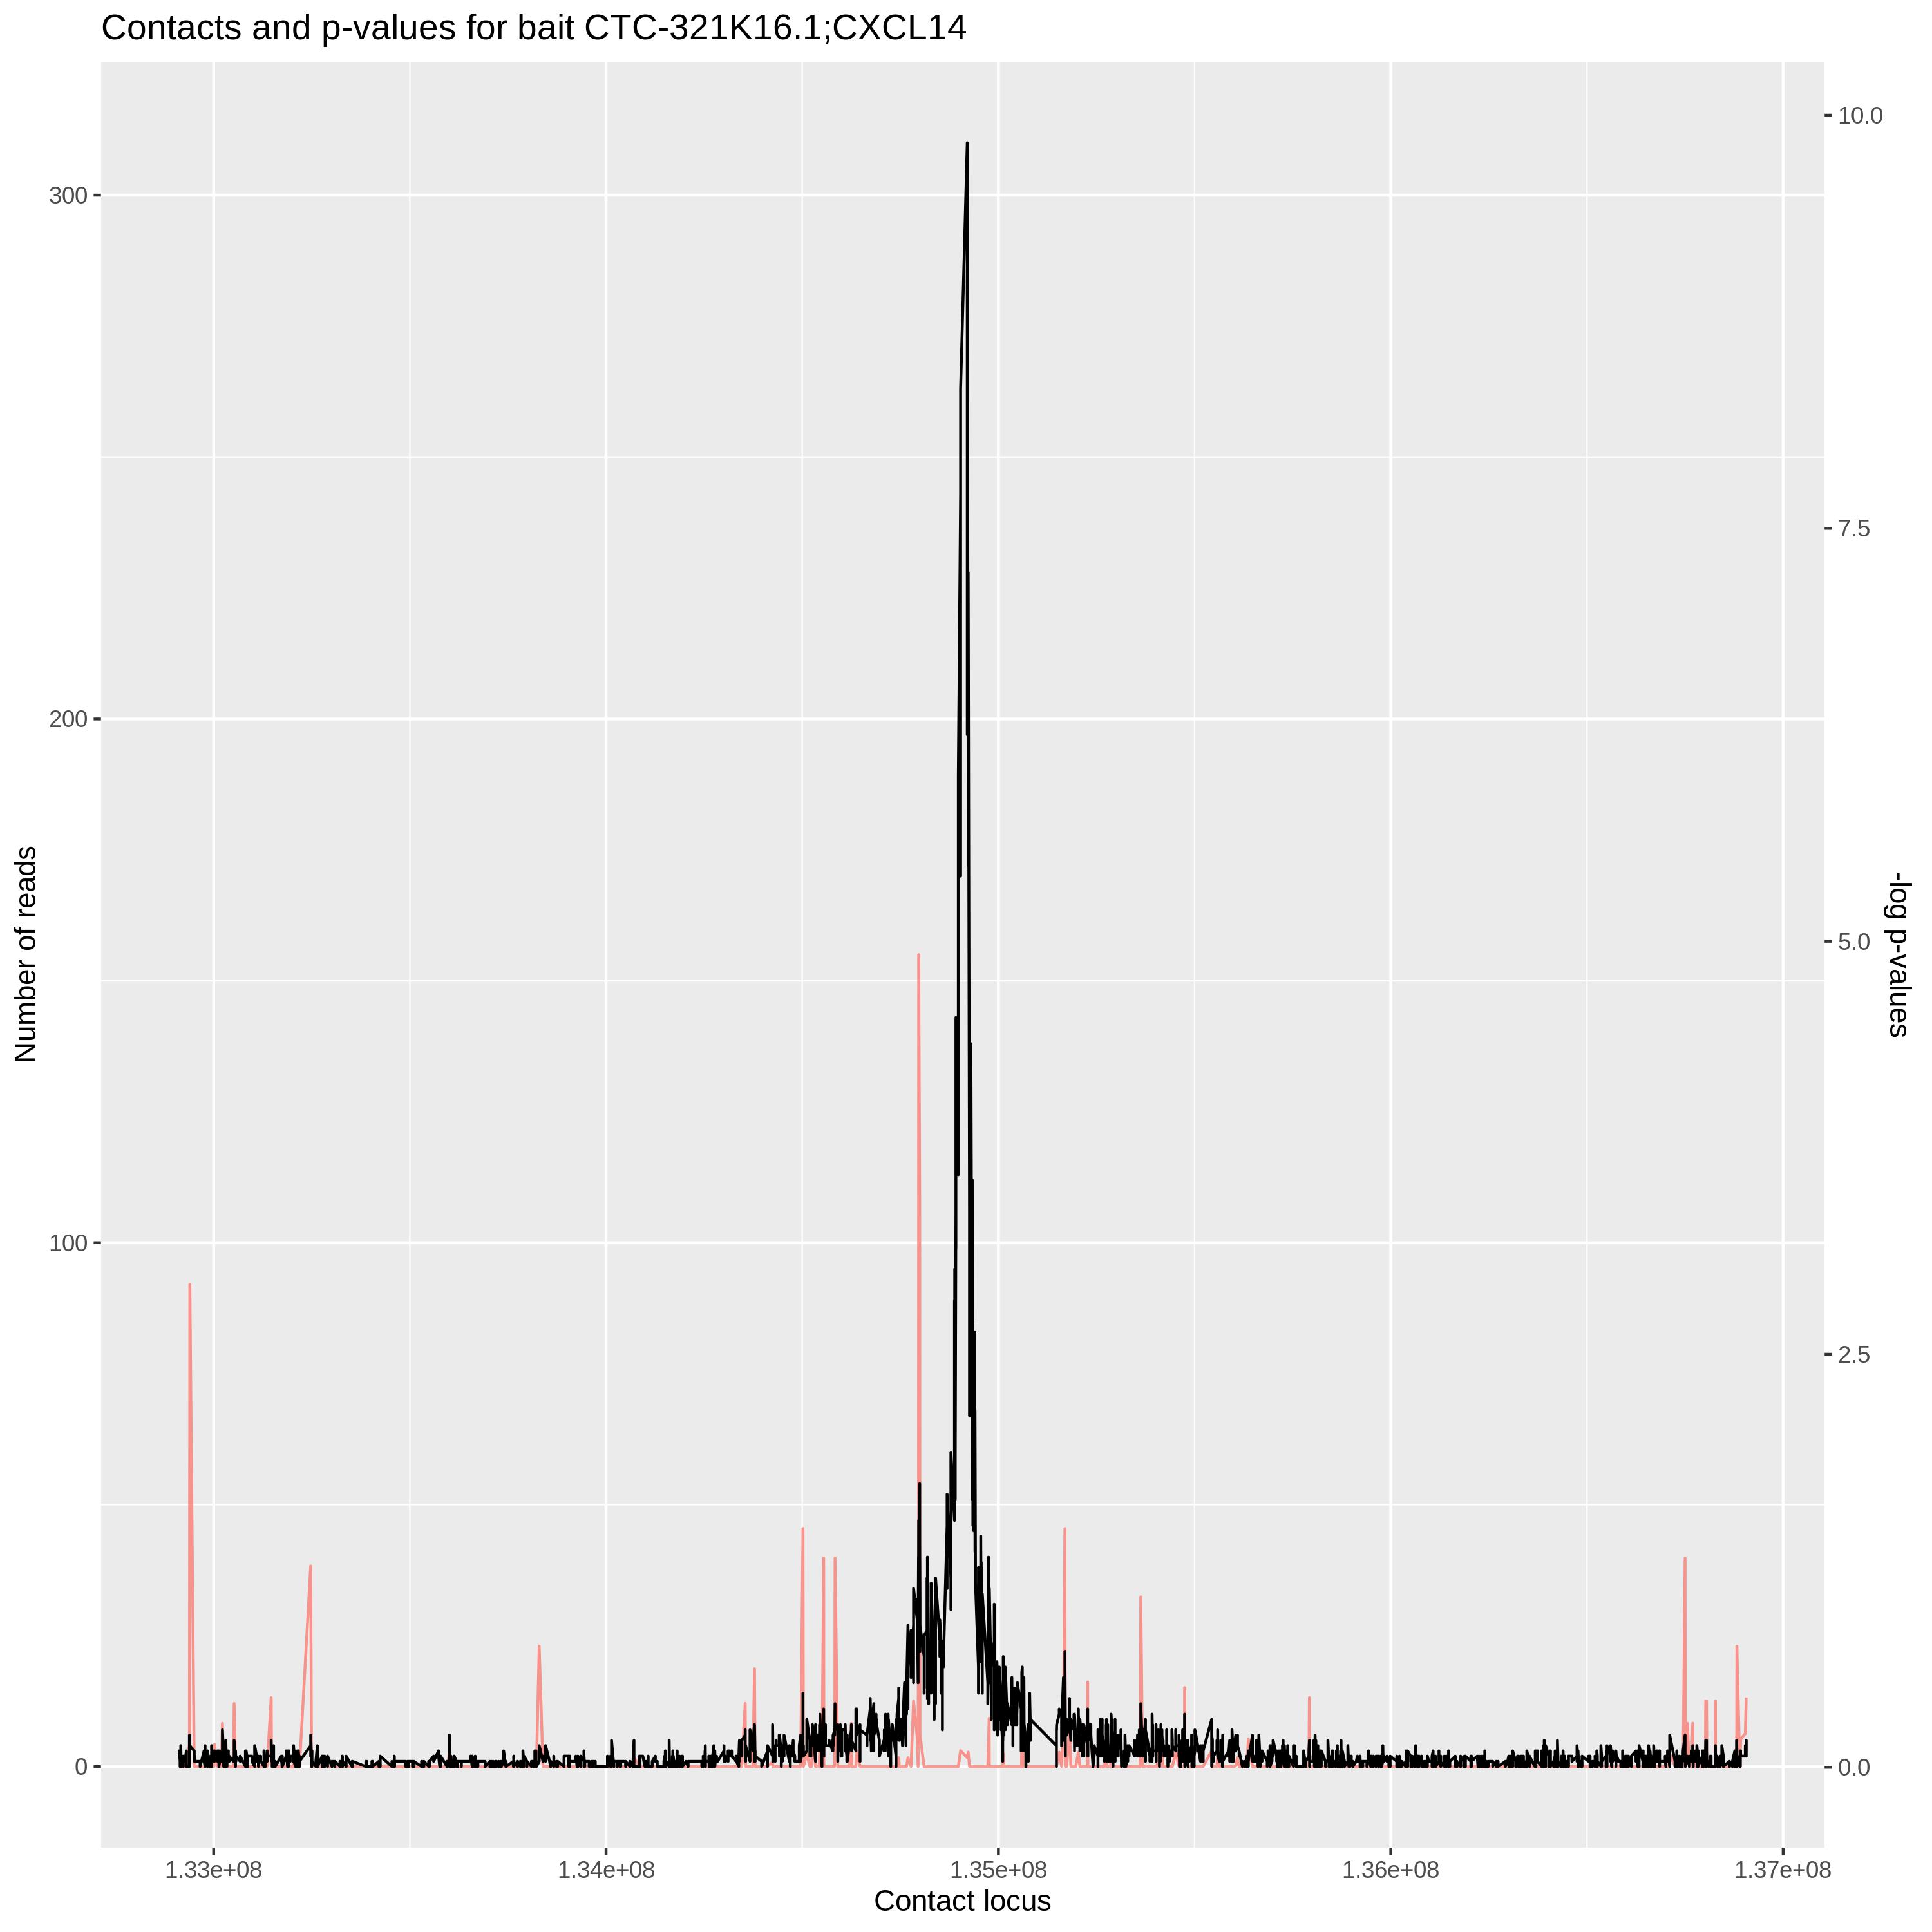 Contacts and p-values for bait CTC-321K16.1;CXCL14
10.0
300
7.5
200
5.0
Number of reads
-log p-values
2.5
100
0
0.0
1.33e+08
1.34e+08
1.35e+08
1.36e+08
1.37e+08
Contact locus